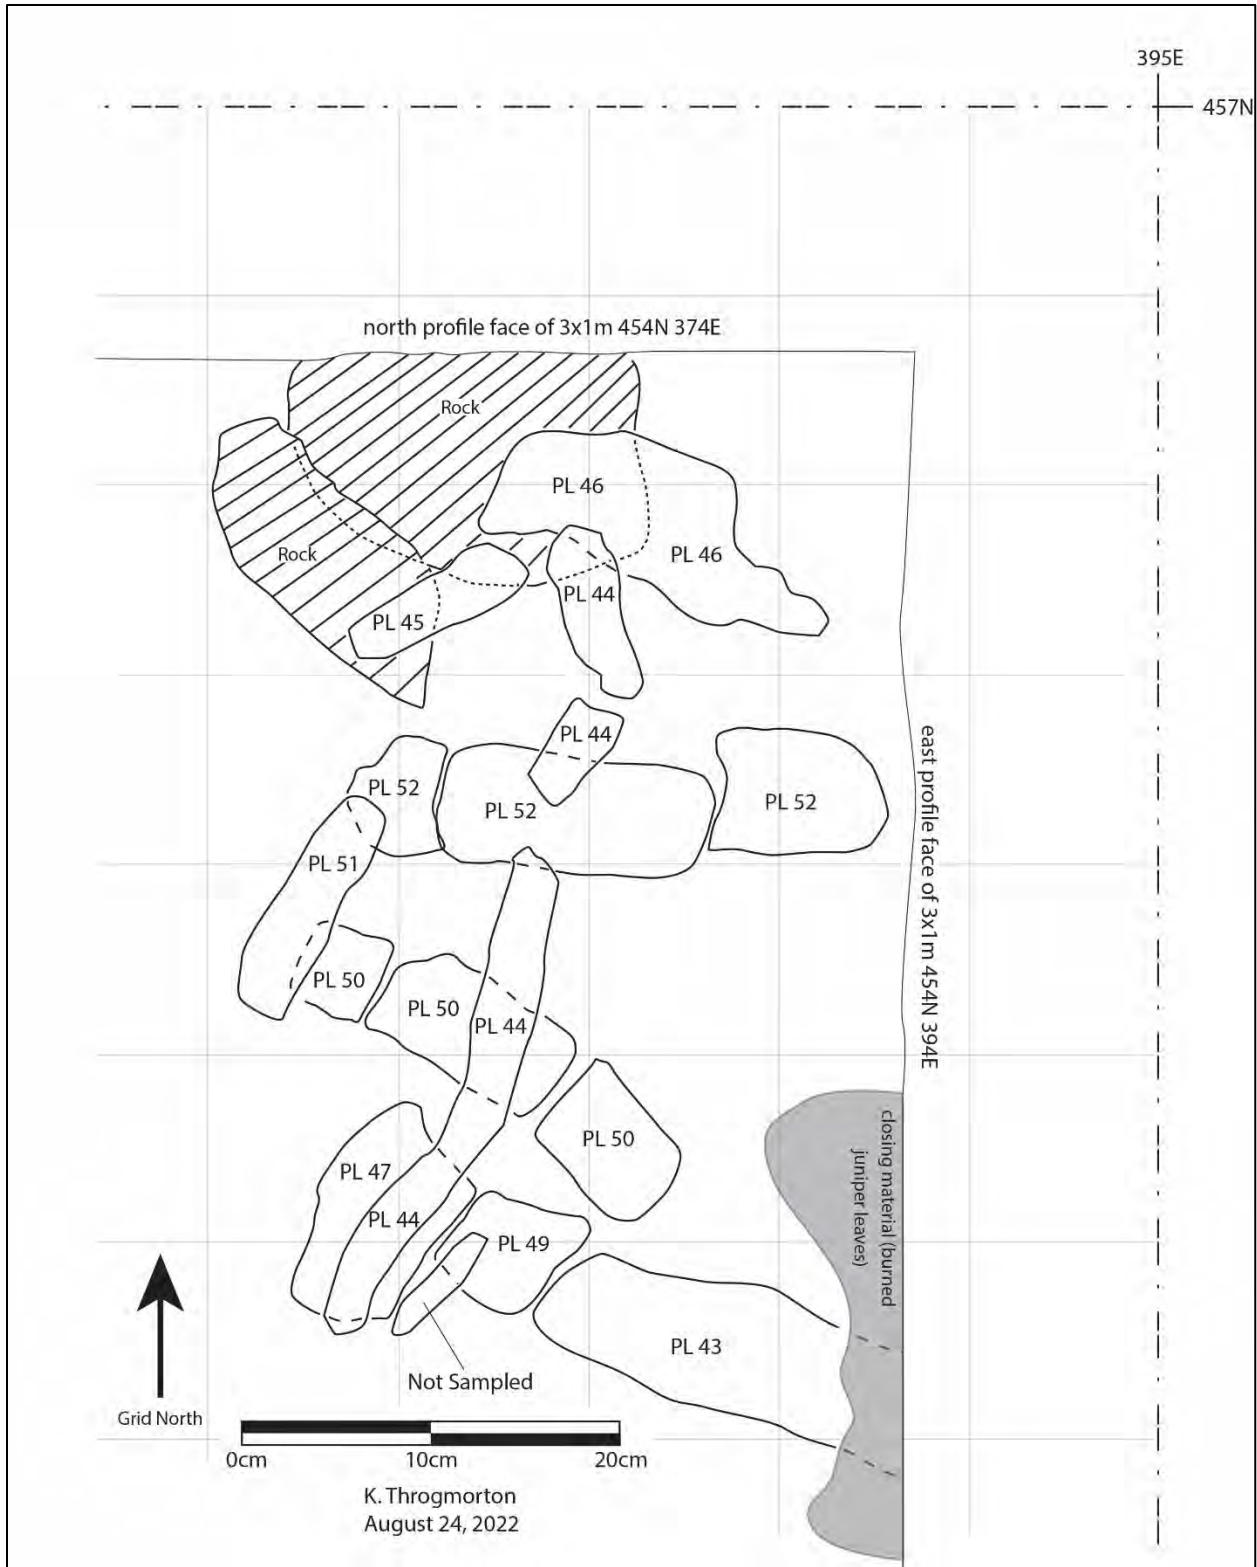 395E
457N
north profile face of 3x1m 454N 374E
Rock
PL 46
Rock
PL 46
PL 44
PL 45
PL 44
PL 52
PL 52
PL 52
east profile face of 3x1m 454N 394E
PL 51
PL 50
PL 50
PL 44
PL 50
closing material (burned
juniper leaves)
PL 47
PL 44
PL 49
PL 43
Not Sampled
Grid North
0cm
10cm
20cm
K. Throgmorton
August 24, 2022